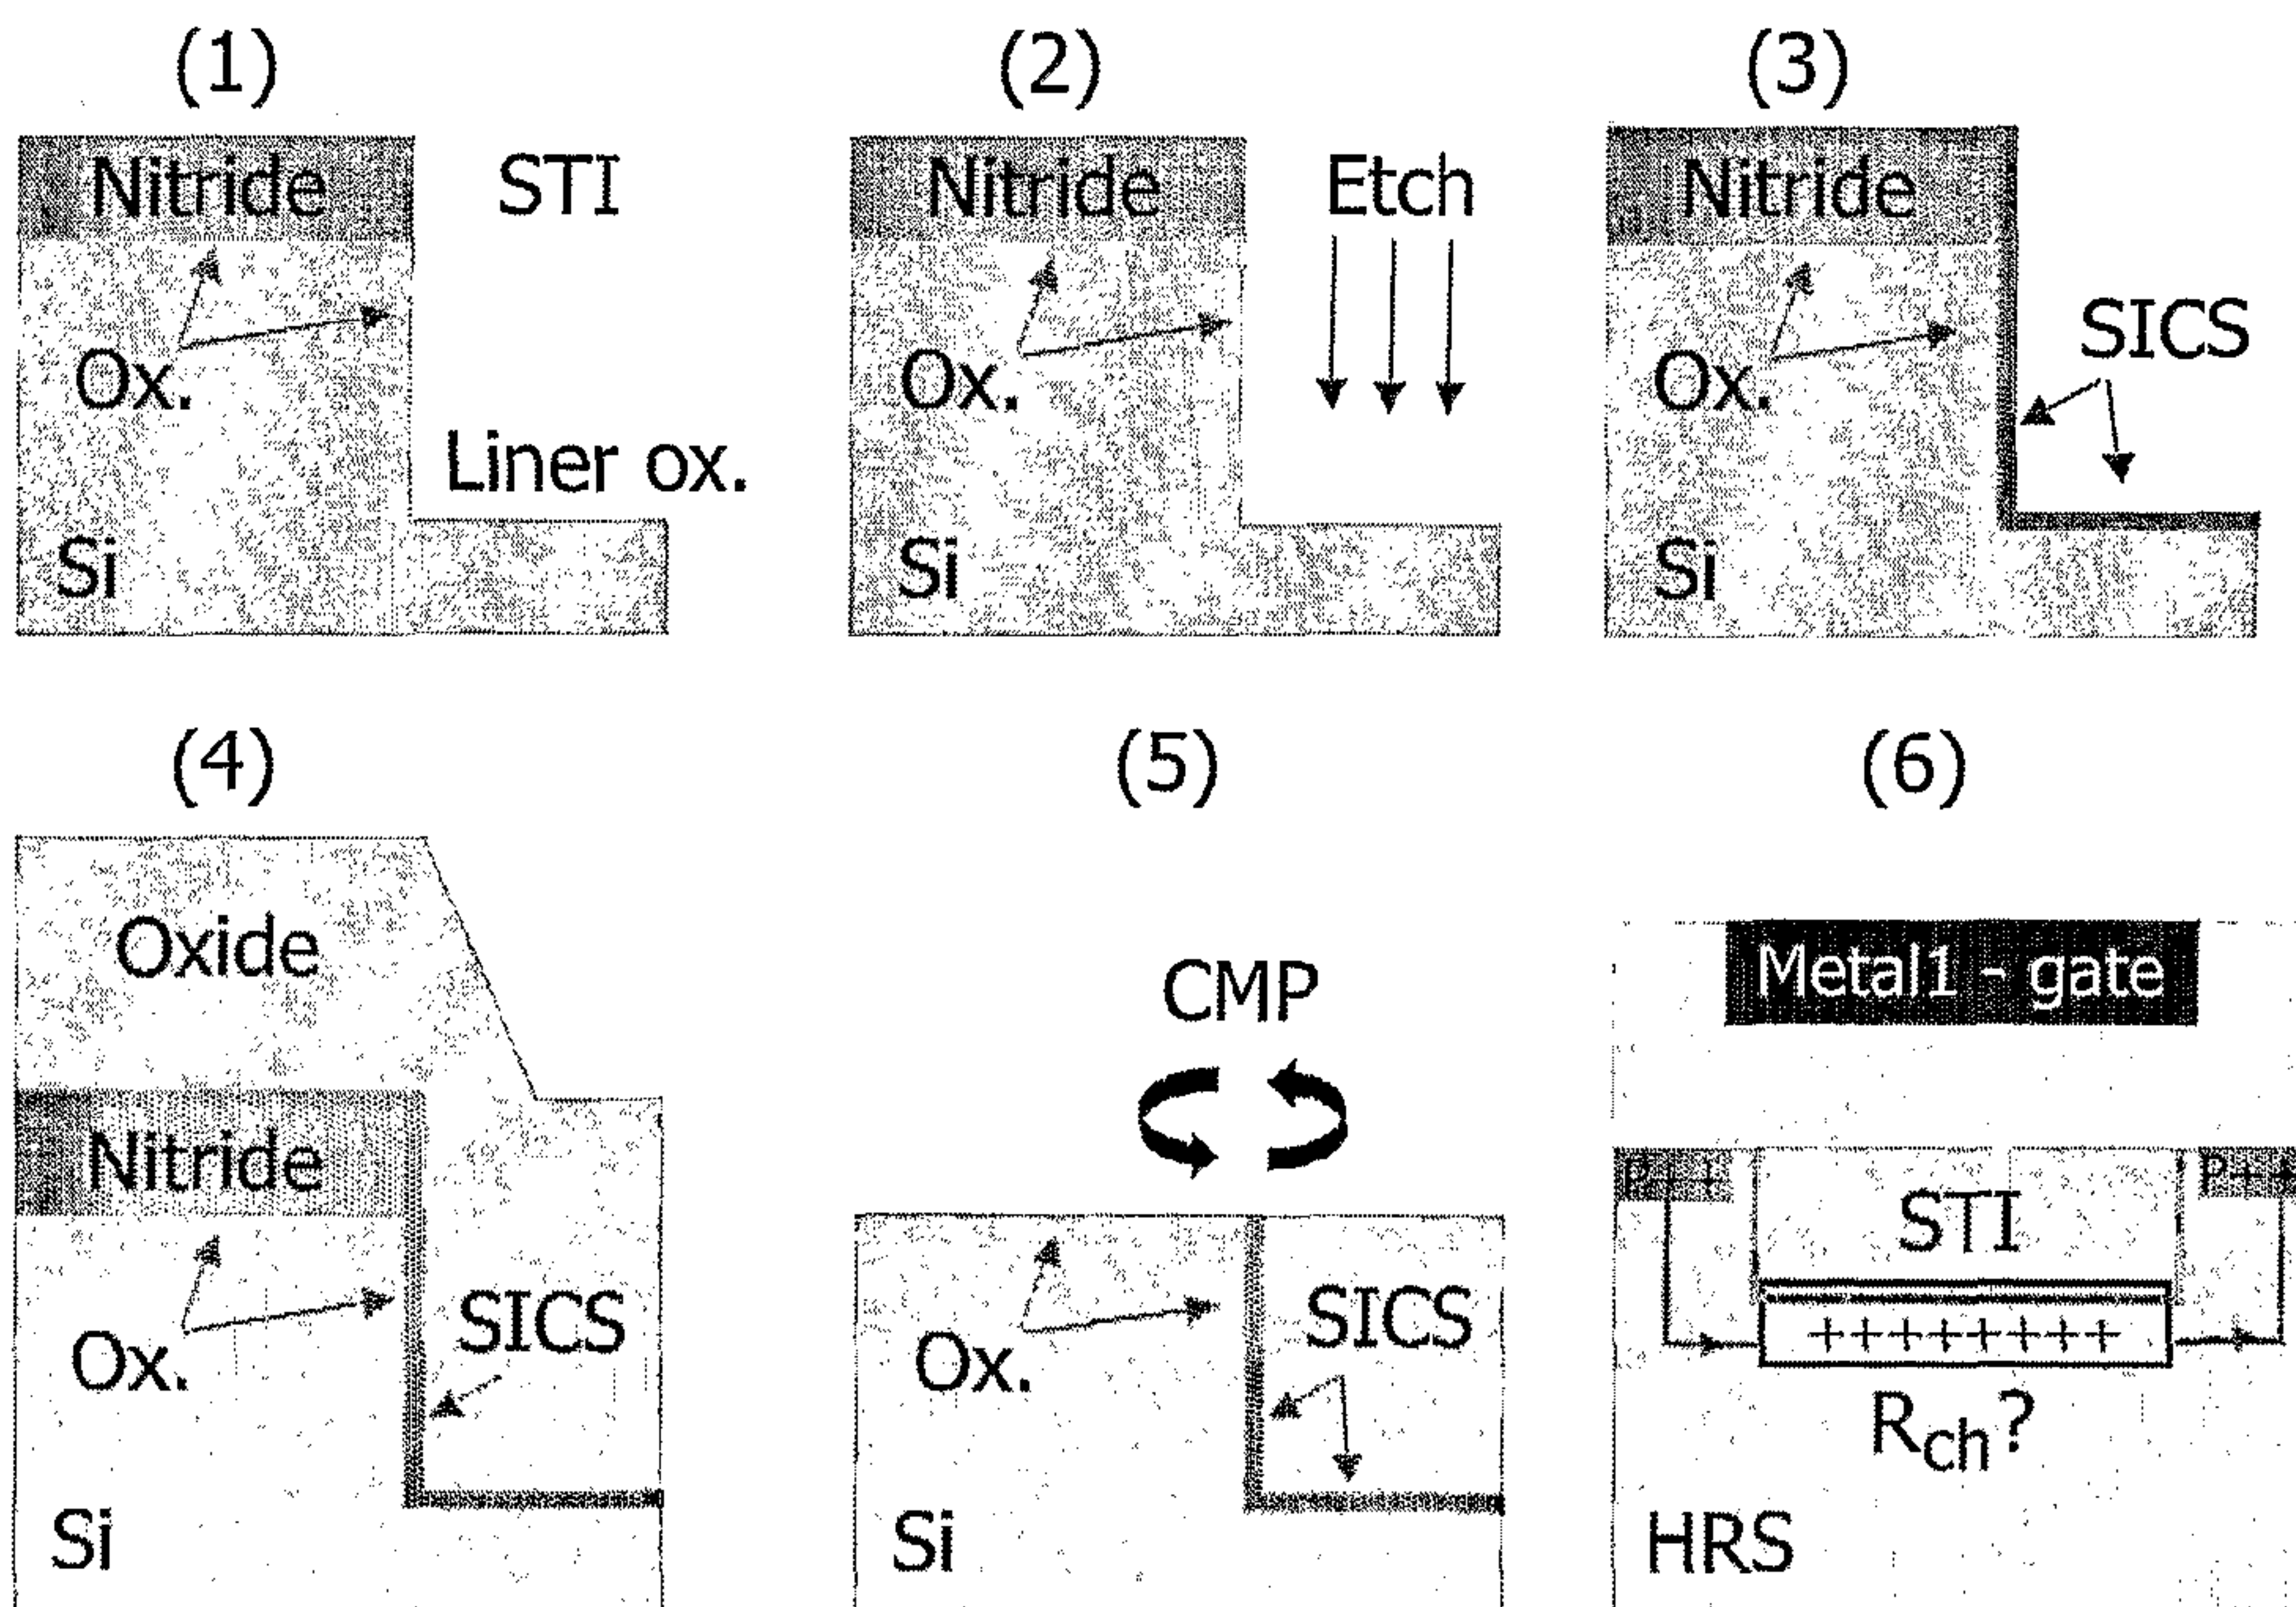 (1)
Nitride
STI
Ox.
Liner ox.
Si
(2)
Nitride
Etch
Ox.
Si
(3)
Nitride
SICS
Ox.
Si
(4)
Oxide
Nitride
SICS
Ox.
Si
(5)
CMP
SICS
Ox.
Si
(6)
Metal1 - gate
P++
P++
STI
++++++++
Rch?
HRS